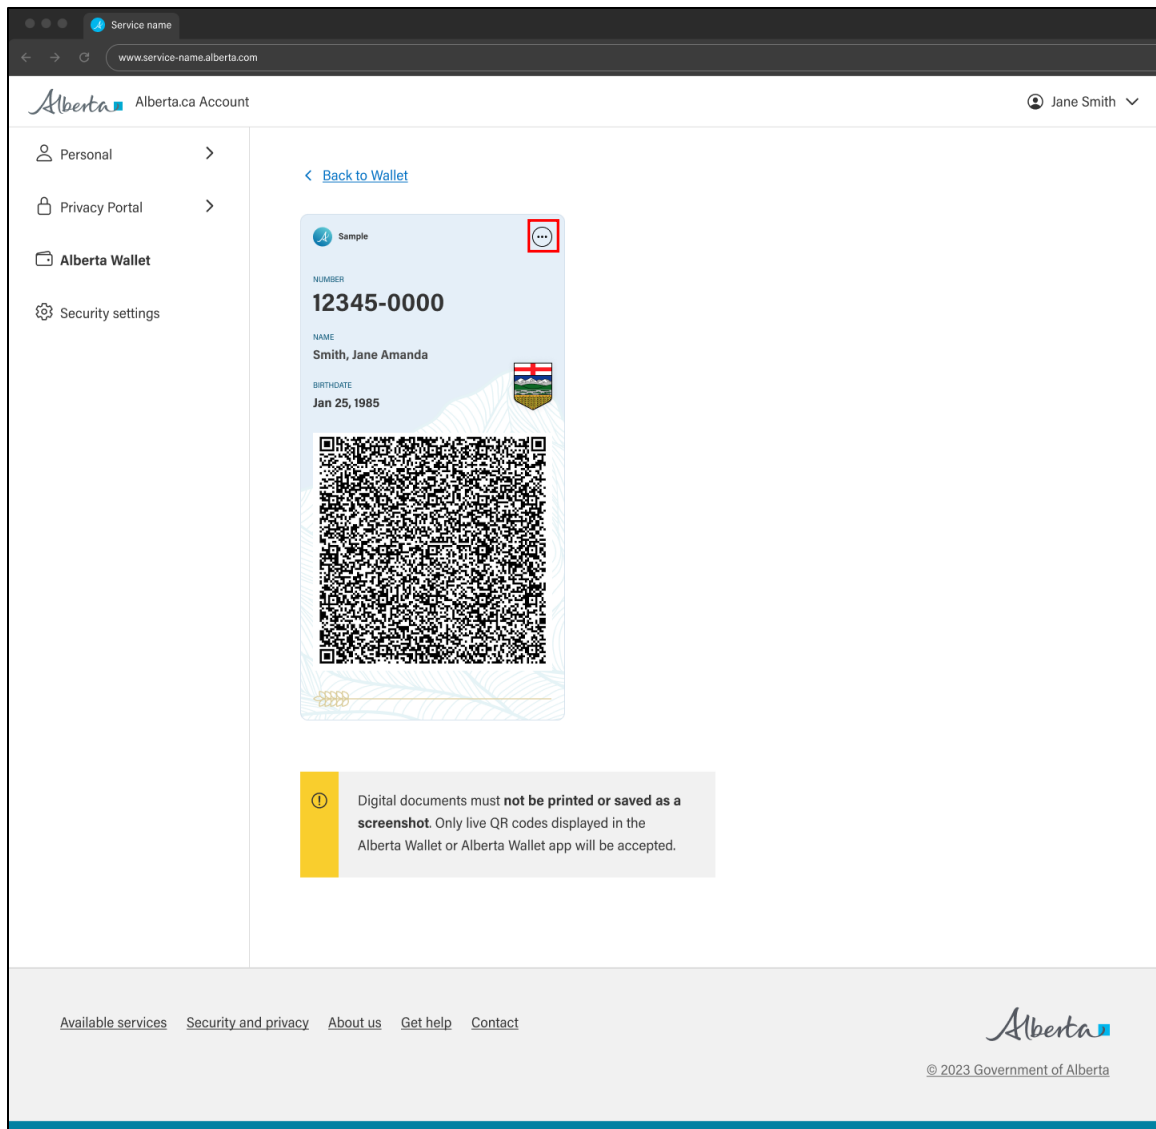 Service name
www.service-name.alberta.com
Alberta Alberta.ca Account
Jane Smith
Personal
Privacy Portal
Alberta Wallet
Security settings
Back to Wallet
Sample
NUMBER
12345-0000
NAME
Smith, Jane Amanda
BIRTHDATE
Jan 25, 1985
Digital documents must not be printed or saved as a
screenshot. Only live QR codes displayed in the
Alberta Wallet or Alberta Wallet app will be accepted.
Available services Security and privacy About us Get help Contact
Alberta
© 2023 Government of Alberta